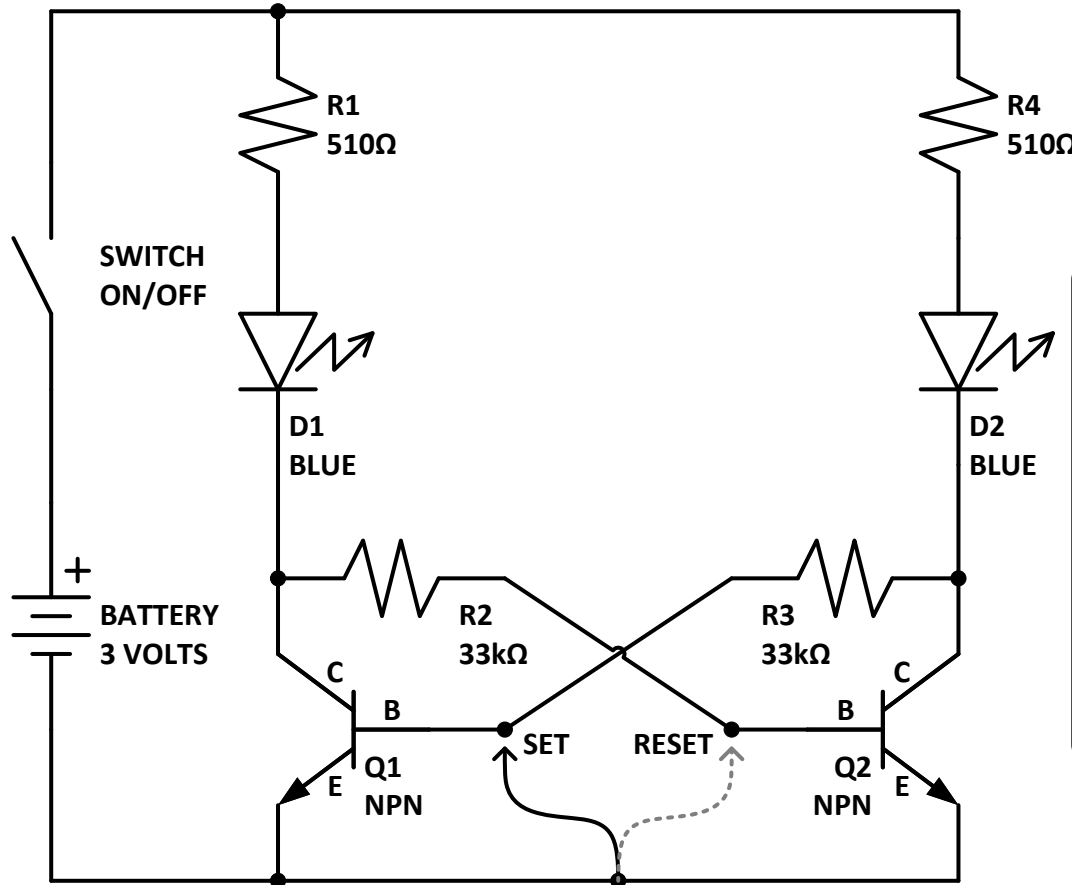 R1
510Ω
R4
510Ω
SWITCH
ON/OFF
D1
BLUE
D2
BLUE
+
BATTERY
3 VOLTS
R2
33kΩ
R3
33kΩ
C
B
E
Q1
NPN
SET
RESET
C
B
E
Q2
NPN